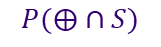 P(⊕ ∩ S)